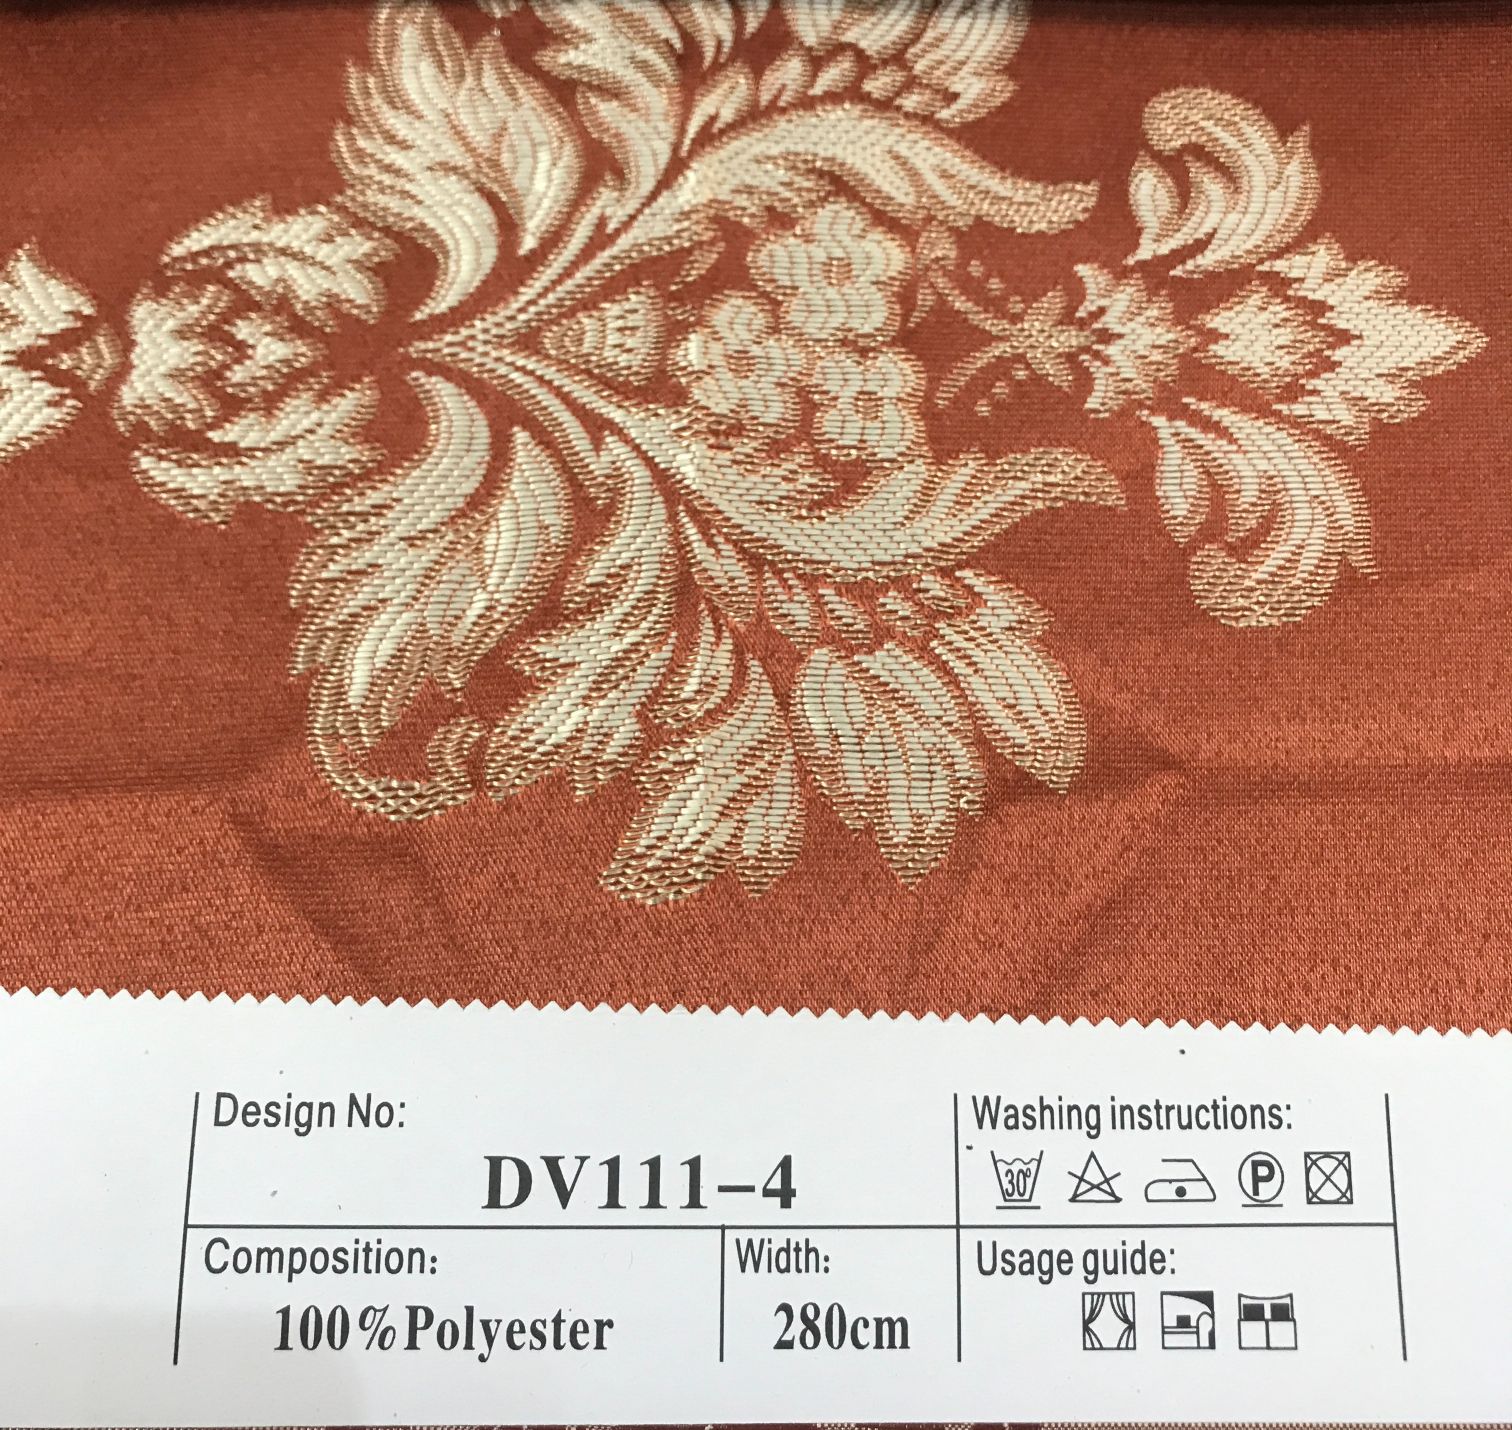 Design No:
DV111-4
Washing instructions:
30°
P
Composition:
100%Polyester
Width:
280cm
Usage guide: